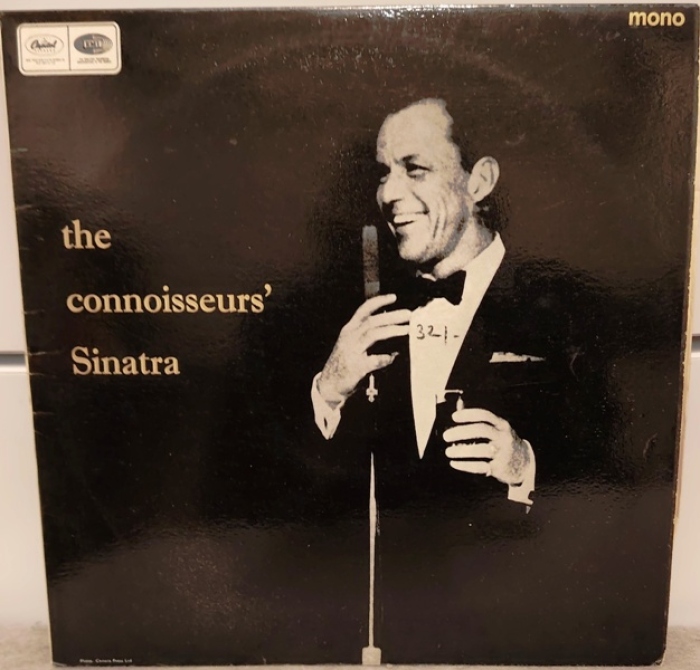 Capitol
EMI
mono
the
connoisseurs'
Sinatra
32/-